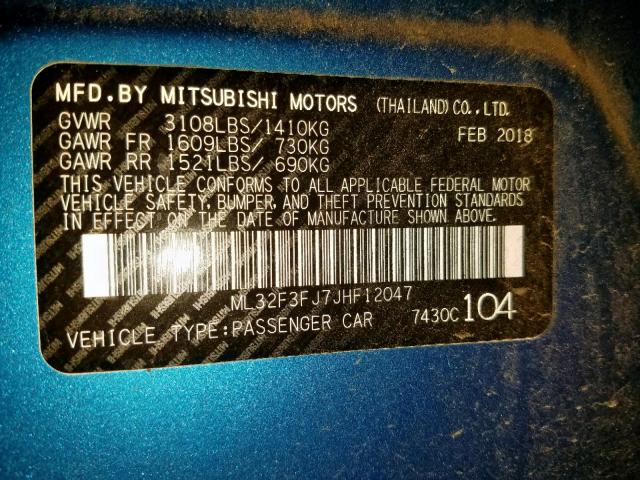 MFD.BY MITSUBISHI MOTORS (THAILAND) CO.,LTD.
GVWR 3108LBS/1410KG FEB 2018
GAWR FR 1609LBS/ 730KG
GAWR RR 1521LBS/ 690KG
THIS VEHICLE CONFORMS TO ALL APPLICABLE FEDERAL MOTOR
VEHICLE SAFETY, BUMPER, AND THEFT PREVENTION STANDARDS
IN EFFECT ON THE DATE OF MANUFACTURE SHOWN ABOVE.
ML32F3FJ7JHF12047
VEHICLE TYPE:PASSENGER CAR 7430C 104